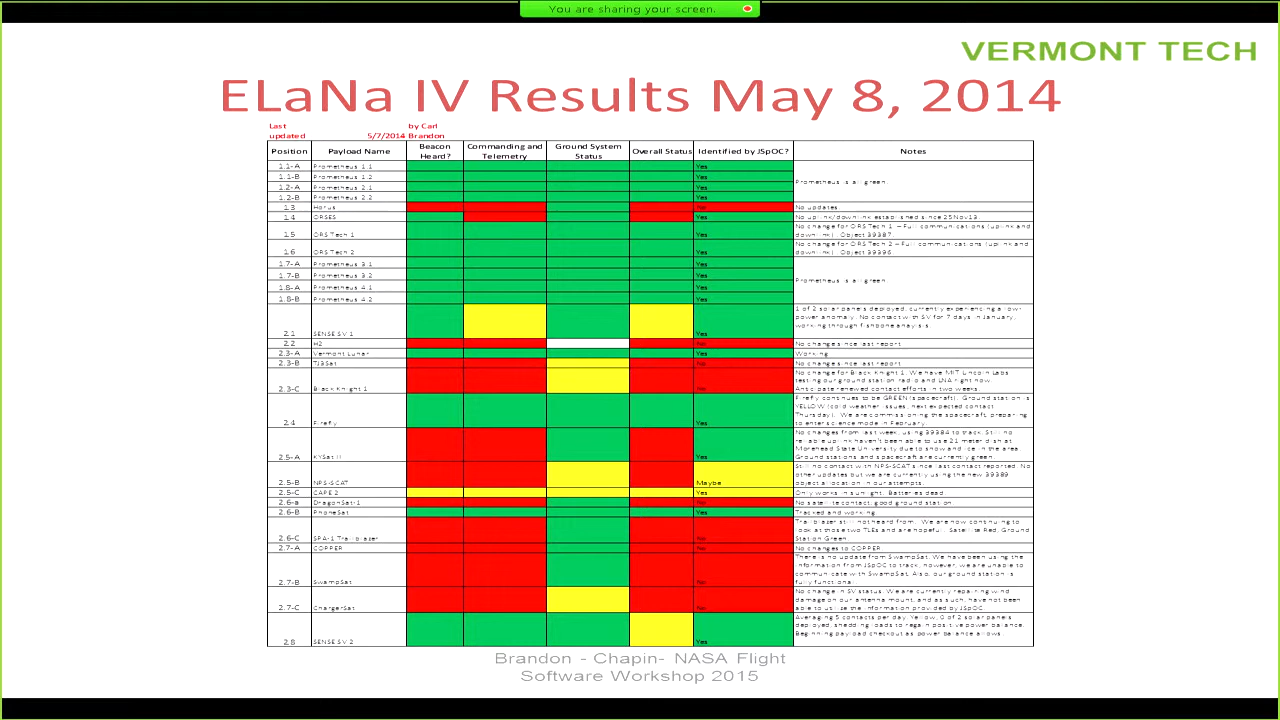 You are sharing your screen.
VERMONT TECH
ELaNa IV Results May 8, 2014
Last updated 5/7/2014 by Carl Brandon
Position Payload Name Beacon Heard? Commanding and Telemetry Ground System Status Overall Status Identified by JSpOC? Notes
1.1-A Prometheus 1.1 Yes
1.1-B Prometheus 1.2 Yes
Prometheus is all green.
1.2-A Prometheus 2.1 Yes
1.2-B Prometheus 2.2 Yes
1.3 Horus No No updates.
1.4 ORSES Yes No uplink/downlink established since 25Nov13
1.5 ORS Tech 1 Yes No change for ORS Tech 1 – Full communications (uplink and
downlink). Object 39387.
1.6 ORS Tech 2 Yes No change for ORS Tech 2 – Full communications (uplink and
downlink). Object 39396
1.7-A Prometheus 3.1 Yes
1.7-B Prometheus 3.2 Yes
Prometheus is all green
1.8-A Prometheus 4.1 Yes
1.8-B Prometheus 4.2 Yes
2.1 SENSE SV 1 Yes 1 of 2 solar panels deployed, currently experiencing a low
power anomaly. No contact with SV for 7 days in January,
working through fishbone analysis
2.2 H2 No No change since last report
2.3-A Vermont Lunar Yes Working
2.3-B TJ3Sat No No change since last report
2.3-C Black Knight 1 No No change for Black Knight 1. We have MIT Lincoln Labs
testing our ground station radio and LNA right now.
Anticipate renewed contact efforts in two weeks.
2.4 Firefly Yes Firefly continues to be GREEN (spacecraft). Ground station is
YELLOW (cold weather issues, next expected contact
Thursday). We are commissioning the spacecraft, preparing
to enter science mode in February.
2.5-A KYSat II Yes No changes from last week, using 39384 to track. Still no
reliable uplink haven't been able to use 21 meter dish at
Morehead State University due to snow and ice in the area.
Ground stations and spacecraft are currently green.
2.5-B NPS-SCAT Maybe Still no contact with NPS-SCAT since last contact reported. No
other updates but we are currently using the new 39389
object allocation in our attempts.
2.5-C CAPE 2 Yes Only works in sunlight. Batteries dead
2.6-a DragonSat-1 No No satellite contact, good ground station
2.6-B PhoneSat Yes Tracked and working
2.6-C SPA-1 Trailblazer No Trailblazer still not heard from. We are now continuing to
look at those two TLEs and are hopeful. Satellite Red, Ground
Station Green.
2.7-A COPPER No No changes to COPPER
2.7-B SwampSat No There is no update from SwampSat. We have been using the
information from JSpOC to track, however, we are unable to
communicate with SwampSat. Also, our ground station is
fully functional.
2.7-C ChargerSat No No change in SV status. We are currently repairing wind
damage on our antenna mount, and as such, have not been
able to utilize the information provided by JSPOC.
2.8 SENSE SV 2 Yes Averaging 5 contacts per day. Yellow, 0 of 2 solar panels
deployed, shedding loads to regain positive power balance.
Beginning payload checkout as power balance allows.
Brandon - Chapin- NASA Flight
Software Workshop 2015